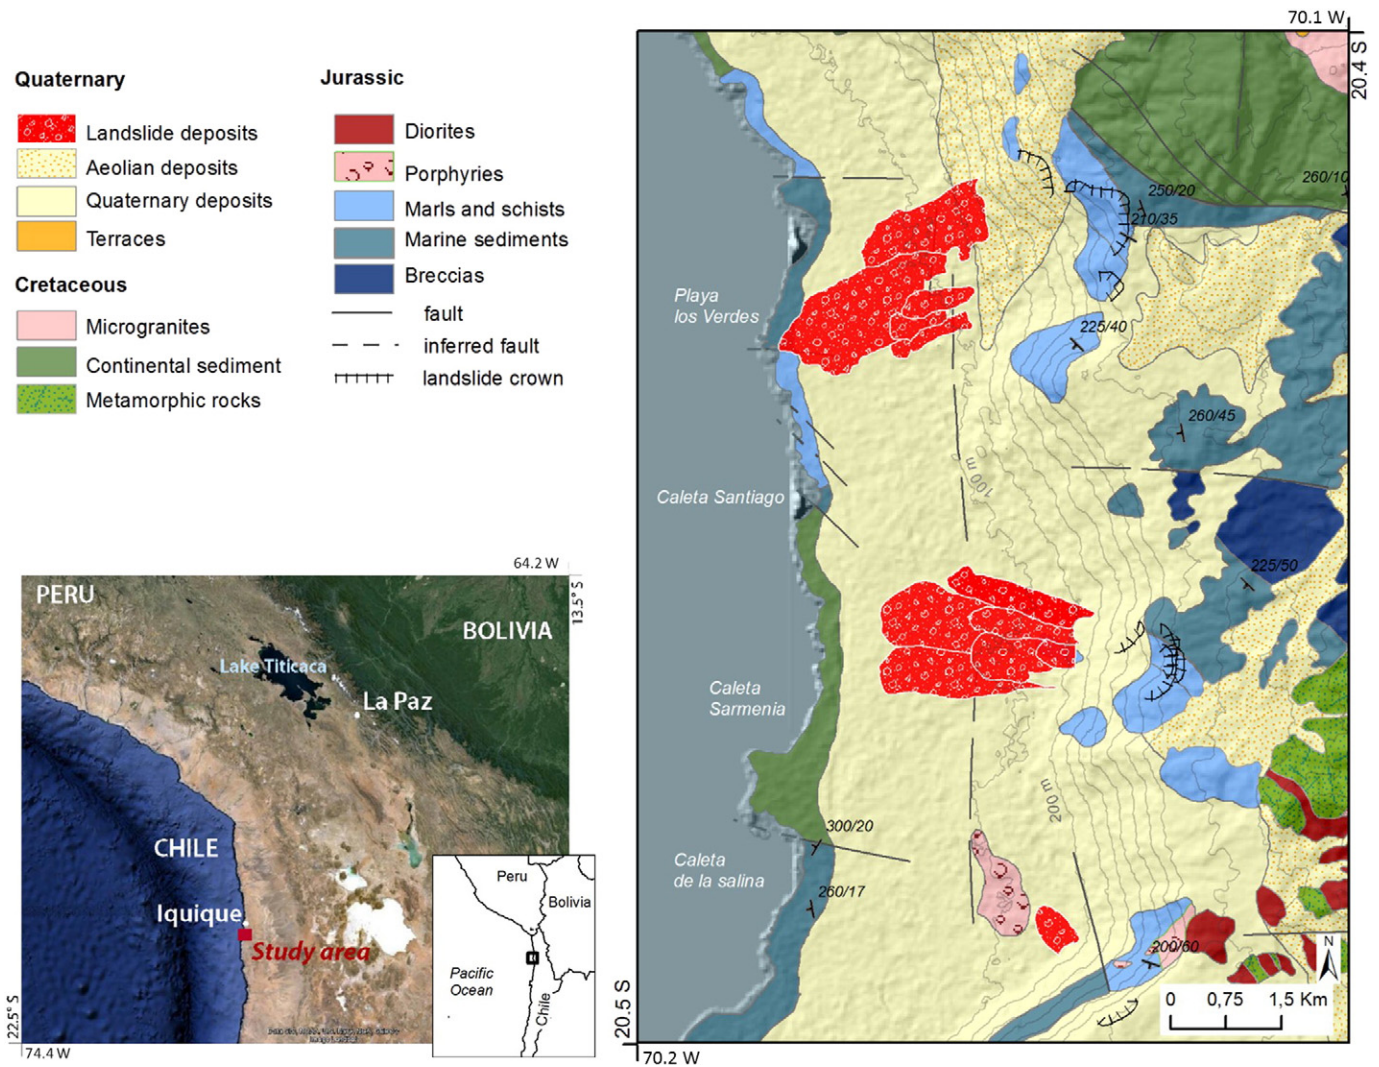 Quaternary
Landslide deposits
Aeolian deposits
Quaternary deposits
Terraces
Cretaceous
Microgranites
Continental sediment
Metamorphic rocks
Jurassic
Diorites
Porphyries
Marls and schists
Marine sediments
Breccias
fault
inferred fault
landslide crown
64.2 W
13.5° S
PERU
BOLIVIA
Lake Titicaca
La Paz
CHILE
Iquique
Study area
22.5° S
74.4 W
Peru
Bolivia
Pacific
Ocean
Chile
70.1 W
20.4 S
260/10
250/20
210/35
Playa
los Verdes
225/40
260/45
100 m
Caleta Santiago
225/50
Caleta
Sarmenia
200 m
300/20
Caleta
de la salina
260/17
200/60
N
0 0,75 1,5 Km
20.5 S
70.2 W